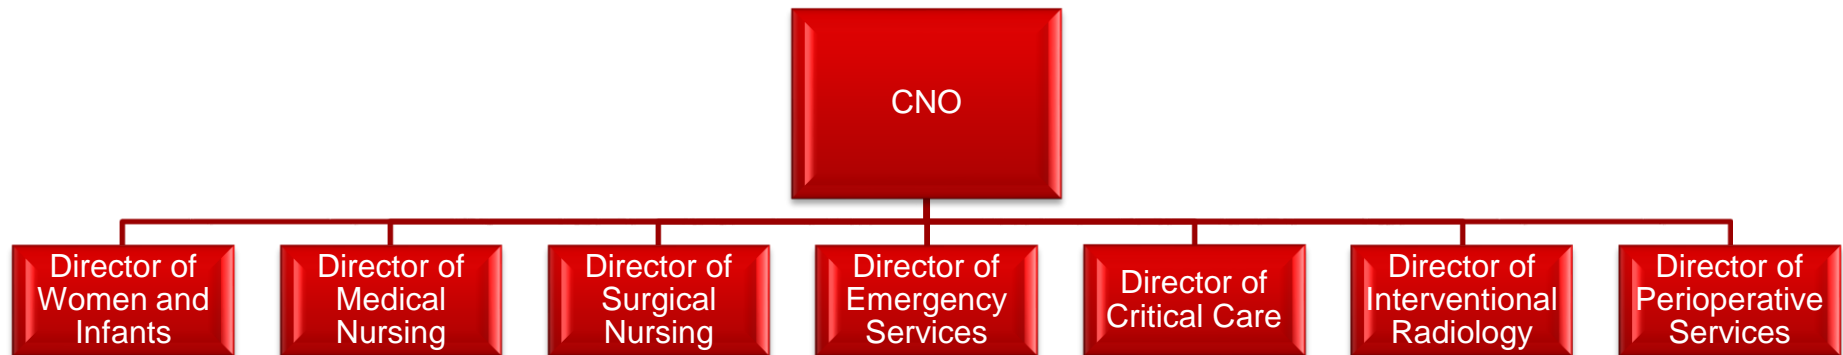 CNO
Director of
Women and
Infants
Director of
Medical
Nursing
Director of
Surgical
Nursing
Director of
Emergency
Services
Director of
Critical Care
Director of
Interventional
Radiology
Director of
Perioperative
Services